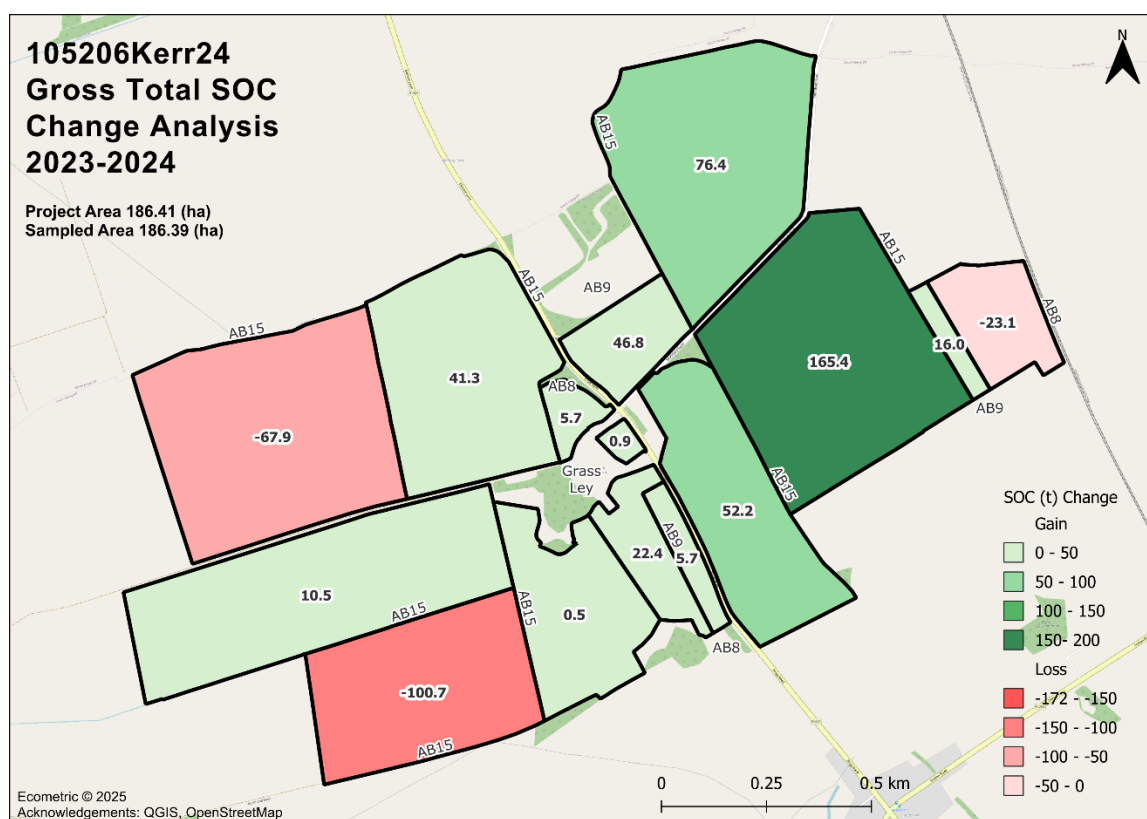 105206Kerr24
Gross Total SOC
Change Analysis
2023-2024
Project Area 186.41 (ha)
Sampled Area 186.39 (ha)
N
AB15
76.4
AB15
AB15
AB9
AB8
AB15
46.8
16.0
-23.1
41.3
165.4
AB8
AB9
5.7
-67.9
0.9
Grass
Ley
AB15
52.2
AB9
22.4
5.7
10.5
AB15
AB15
0.5
AB8
-100.7
AB15
SOC (t) Change
Gain
0 - 50
50 - 100
100 - 150
150- 200
Loss
-172 - -150
-150 - -100
-100 - -50
-50 - 0
0
0.25
0.5 km
Ecometric © 2025
Acknowledgements: QGIS, OpenStreetMap